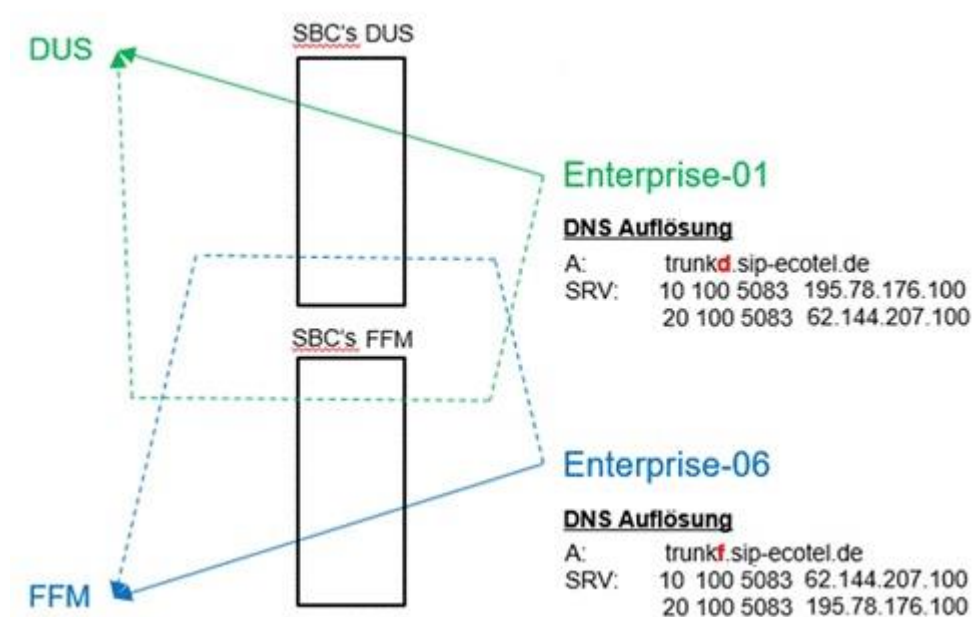 SBC's DUS
DUS
Enterprise-01
DNS Auflösung
A: trunkd.sip-ecotel.de
SRV: 10 100 5083 195.78.176.100
20 100 5083 62.144.207.100
SBC's FFM
Enterprise-06
DNS Auflösung
A: trunkf.sip-ecotel.de
SRV: 10 100 5083 62.144.207.100
20 100 5083 195.78.176.100
FFM